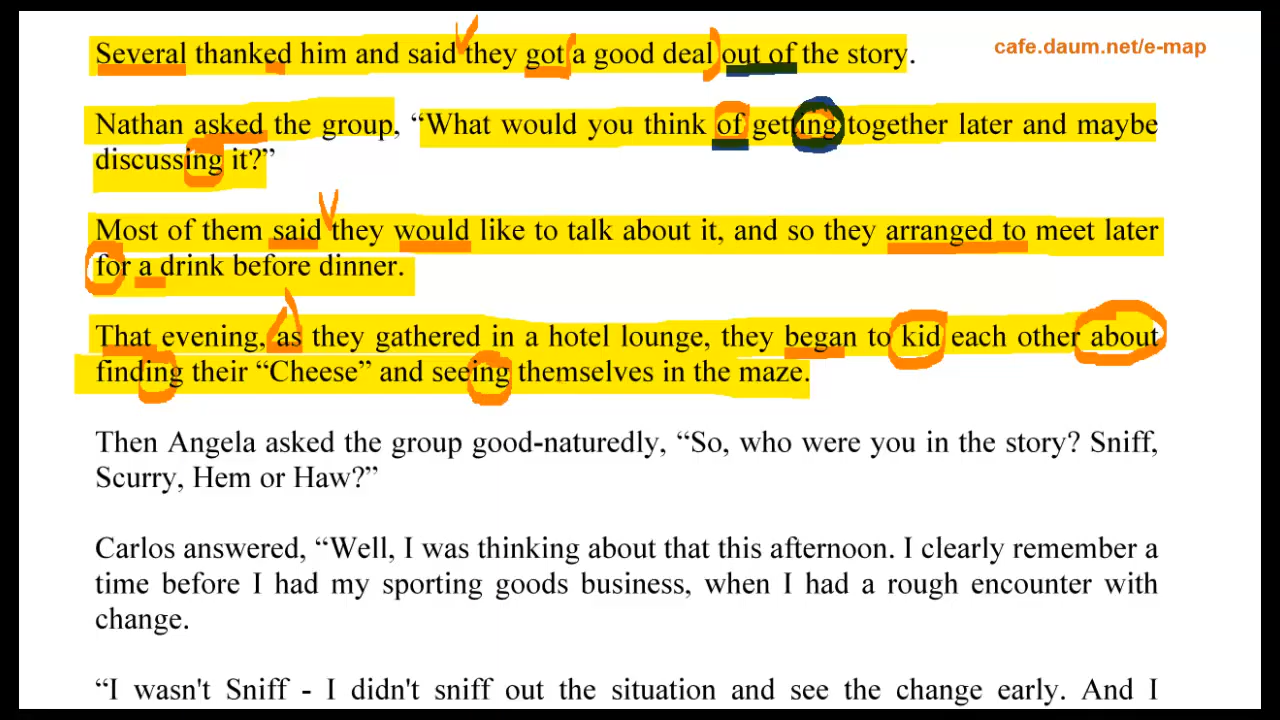 cafe.daum.net/e-map
Several thanked him and said they got a good deal out of the story.
Nathan asked the group, “What would you think of getting together later and maybe
discussing it?”
Most of them said they would like to talk about it, and so they arranged to meet later
for a drink before dinner.
That evening, as they gathered in a hotel lounge, they began to kid each other about
finding their “Cheese” and seeing themselves in the maze.
Then Angela asked the group good-naturedly, “So, who were you in the story? Sniff,
Scurry, Hem or Haw?”
Carlos answered, “Well, I was thinking about that this afternoon. I clearly remember a
time before I had my sporting goods business, when I had a rough encounter with
change.
“I wasn't Sniff - I didn't sniff out the situation and see the change early. And I